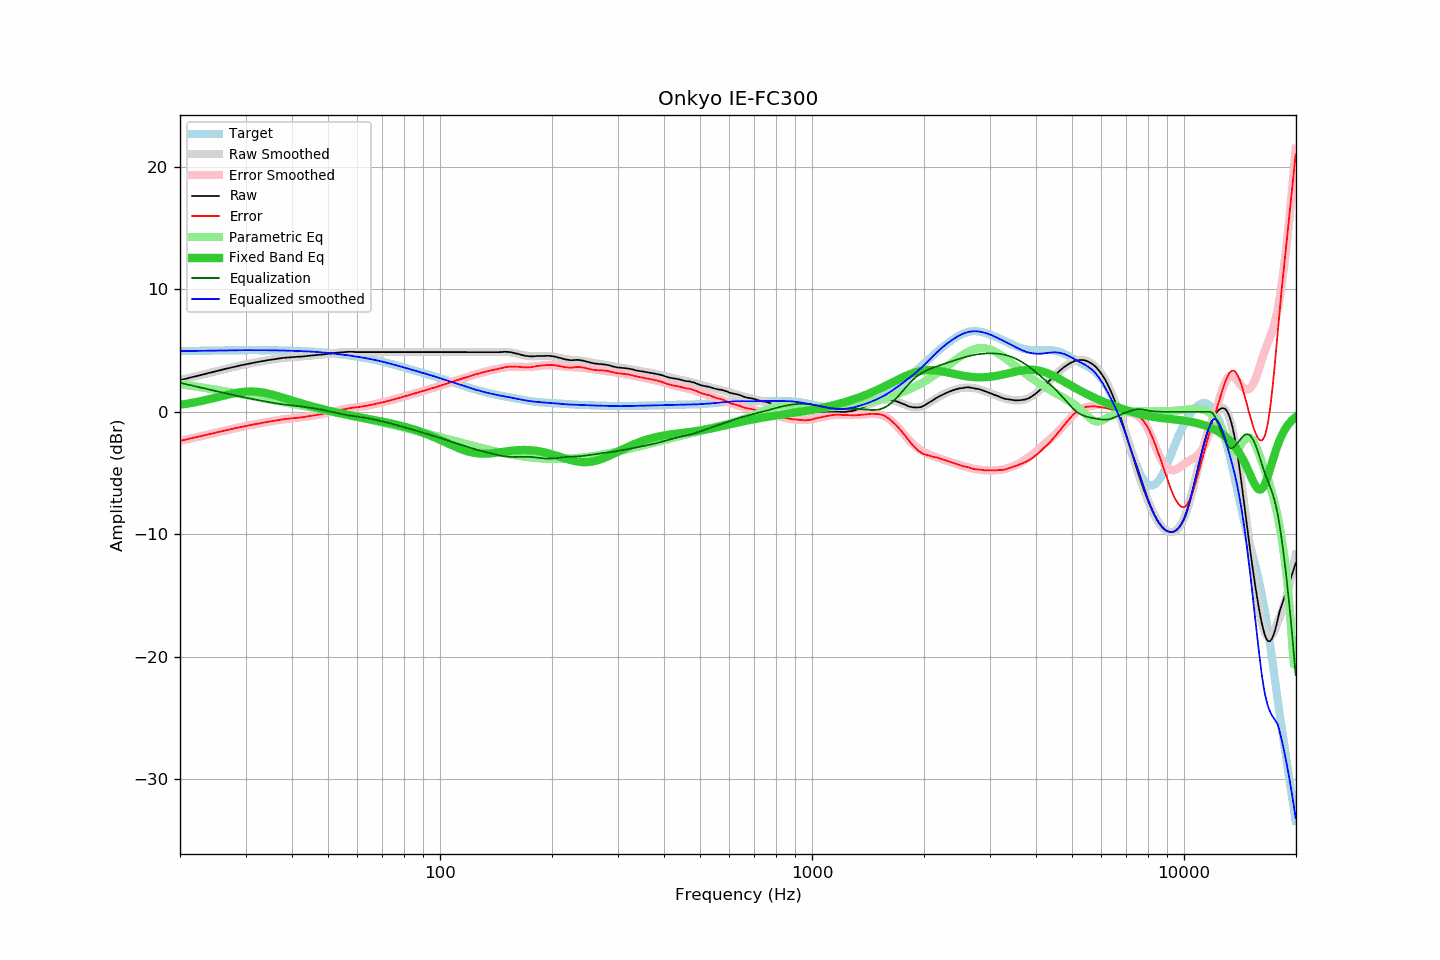 Onkyo IE-FC300
Target
Raw Smoothed
Error Smoothed
Raw
Error
Parametric Eq
Fixed Band Eq
Equalization
Equalized smoothed
20
10
0
−10
−20
−30
Amplitude (dBr)
100
1000
10000
Frequency (Hz)